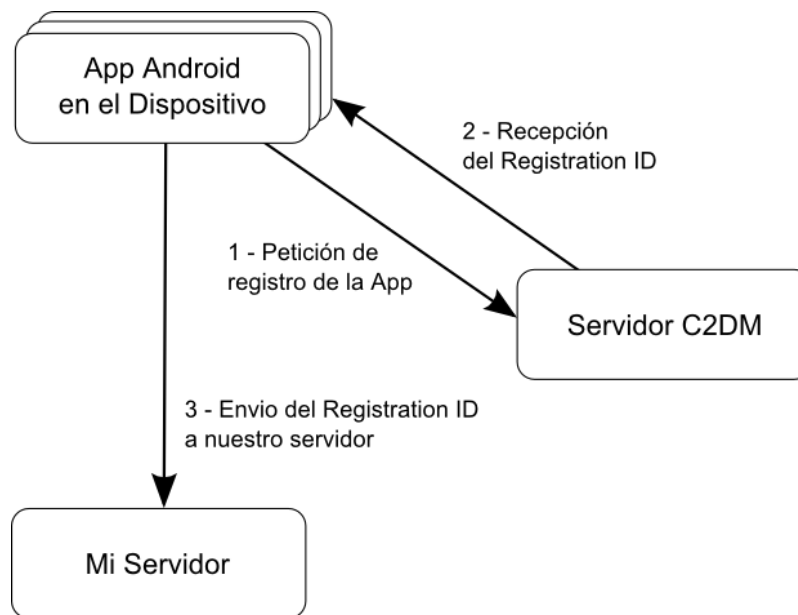 App Android
en el Dispositivo
2 - Recepción
del Registration ID
1 - Petición de
registro de la App
Servidor C2DM
3 - Envio del Registration ID
a nuestro servidor
Mi Servidor